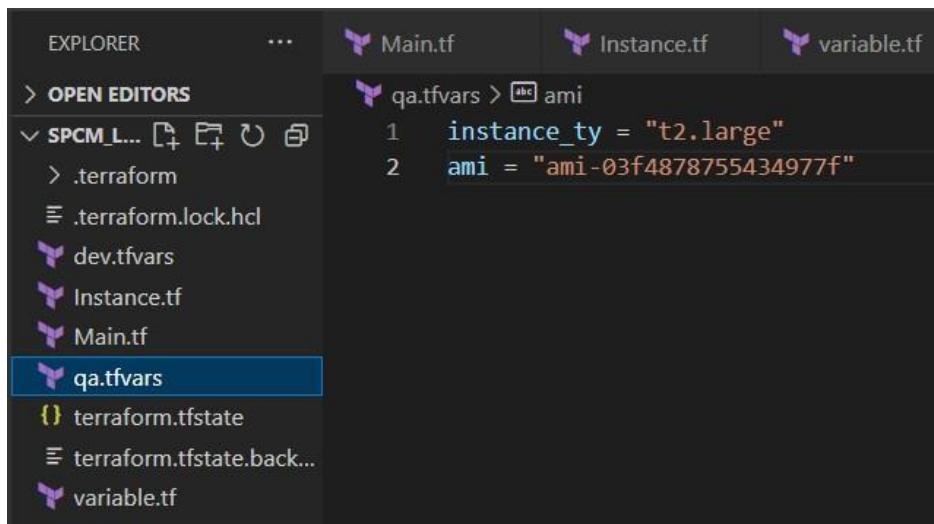 EXPLORER ...
OPEN EDITORS
SPCM_L...
.terraform
.terraform.lock.hcl
dev.tfvars
Instance.tf
Main.tf
qa.tfvars
{} terraform.tfstate
terraform.tfstate.back...
variable.tf
Main.tf Instance.tf variable.tf
qa.tfvars > abc ami
1 instance_ty = "t2.large"
2 ami = "ami-03f4878755434977f"